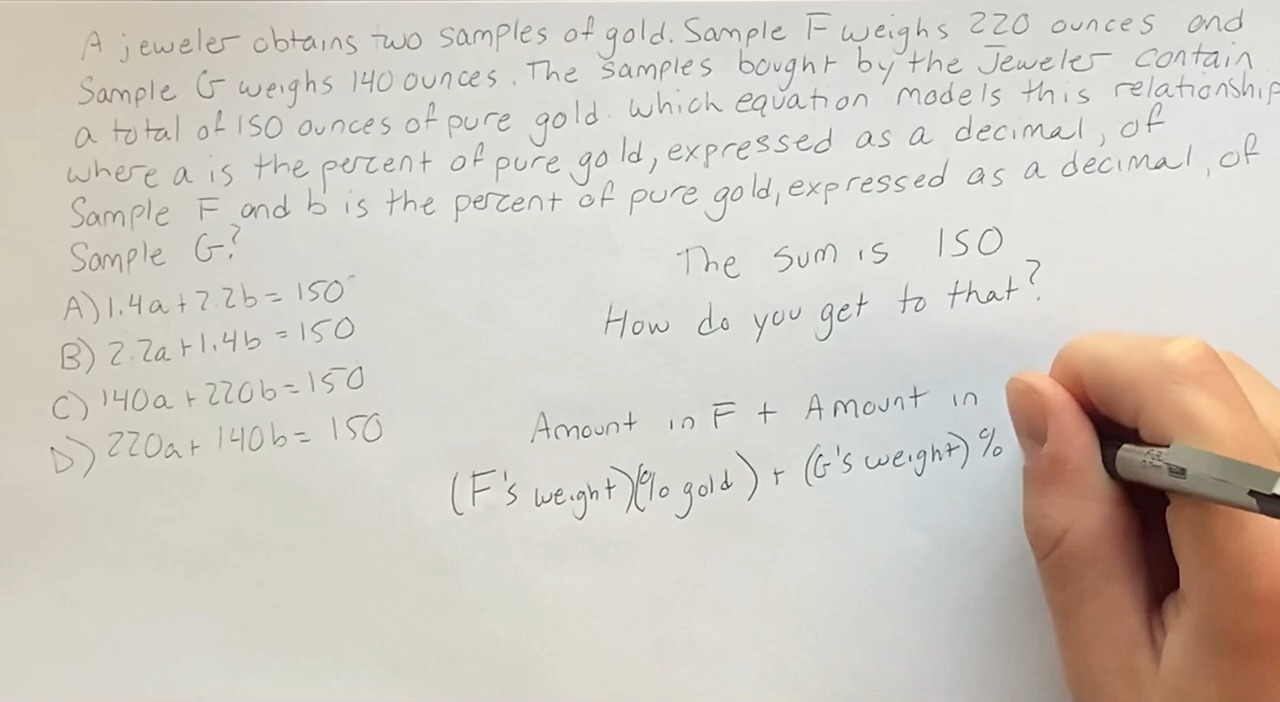 A jeweler obtains two samples of gold. Sample F weighs 220 ounces and
Sample G weighs 140 ounces. The samples bought by the Jeweler contain
a total of 150 ounces of pure gold. which equation models this relationship
where a is the percent of pure gold, expressed as a decimal, of
Sample F and b is the percent of pure gold, expressed as a decimal, of
Sample G?
The sum is 150
How do you get to that?
A) 1.4a + 2.2b = 150
B) 2.2a + 1.4b = 150
C) 140a + 220b = 150
D) 220a + 140b = 150
Amount in F + Amount in
(F's weight)(% gold) + (G's weight) %